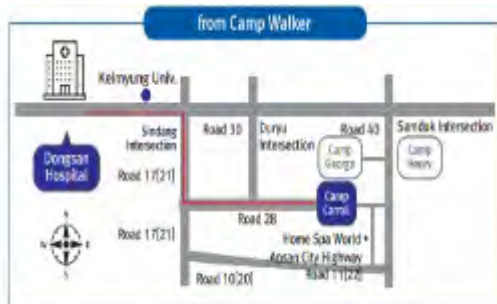 from Camp Walker
Keimyung Univ.
Sindang
Intersection
Road 30
Duryu
Intersection
Road 40
Samduk Intersection
Camp
George
Camp
Henry
Dongsan
Hospital
Road 17[21]
Camp
Carroll
Road 28
Home Spa World
Road 17[21]
Apsan City Highway
Road 11[22]
Road 10[20]
N
S